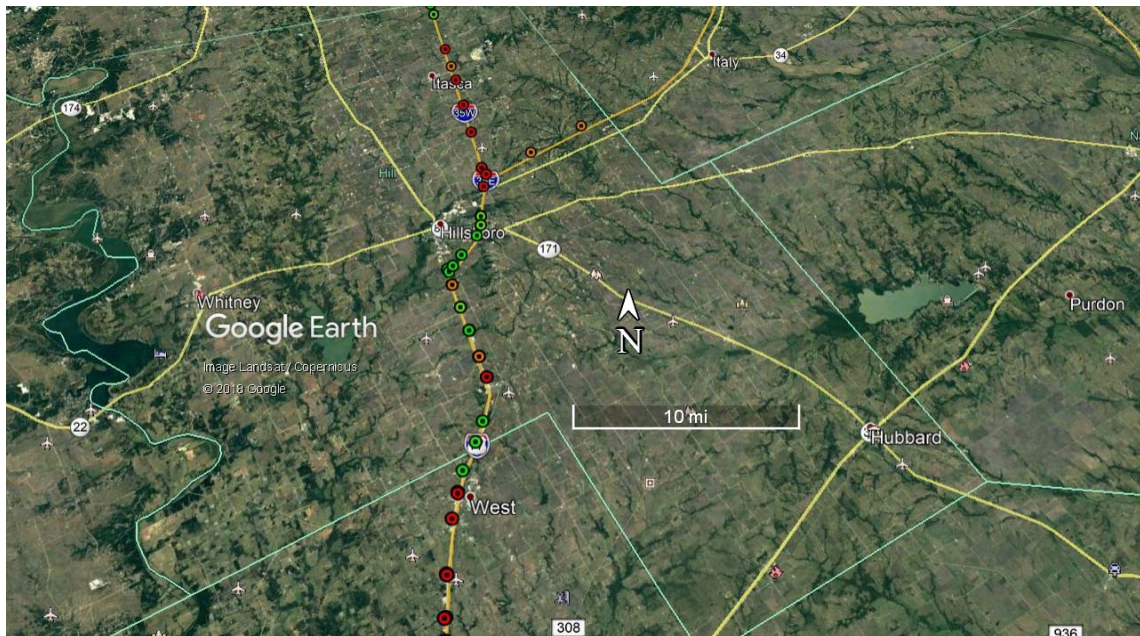 Italy
34
Itasca
174
35W
Hill
Hillsboro
171
Whitney
Purdon
Google Earth
N
Image Landsat / Copernicus
© 2018 Google
10 mi
22
Hubbard
West
308
936